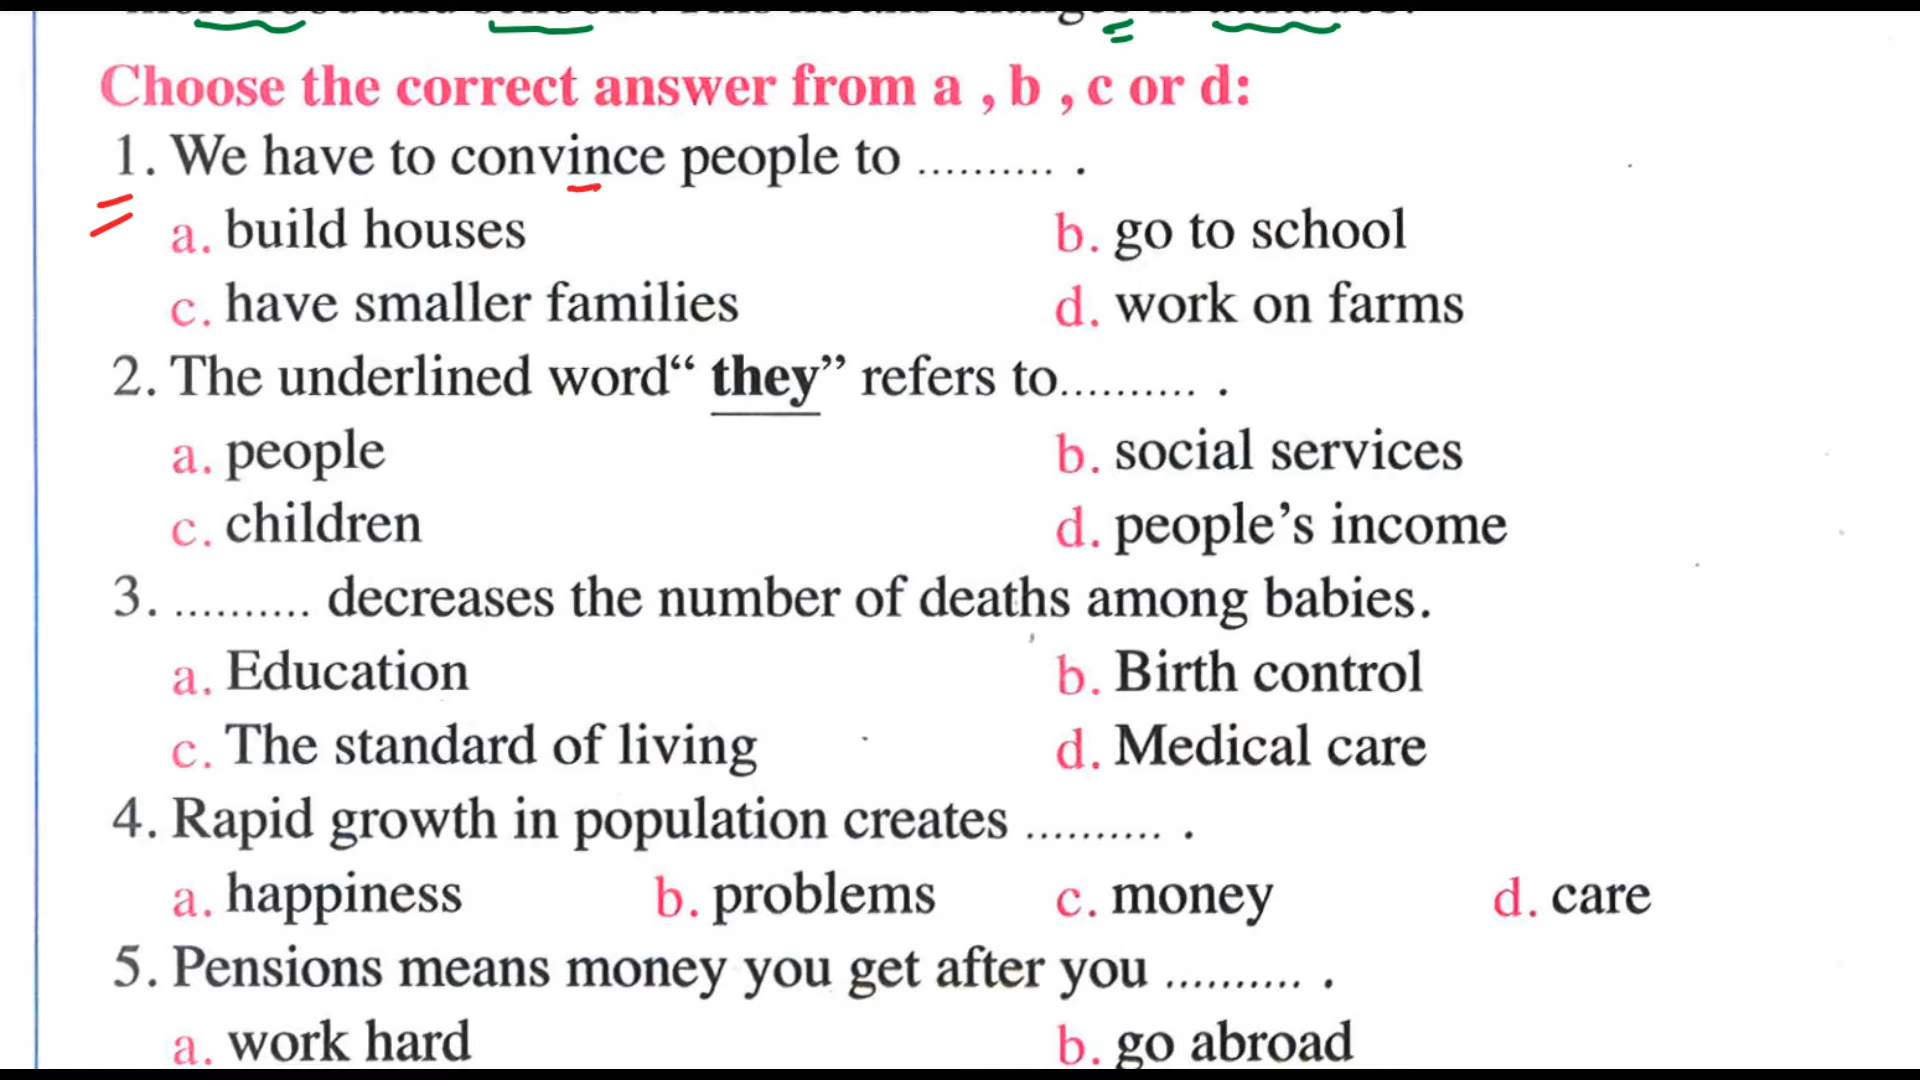 Choose the correct answer from a , b , c or d:
1. We have to convince people to .......... .
a. build houses b. go to school
c. have smaller families d. work on farms
2. The underlined word“ they” refers to.......... .
a. people b. social services
c. children d. people’s income
3. .......... decreases the number of deaths among babies.
a. Education b. Birth control
c. The standard of living d. Medical care
4. Rapid growth in population creates .......... .
a. happiness b. problems c. money d. care
5. Pensions means money you get after you .......... .
a. work hard b. go abroad